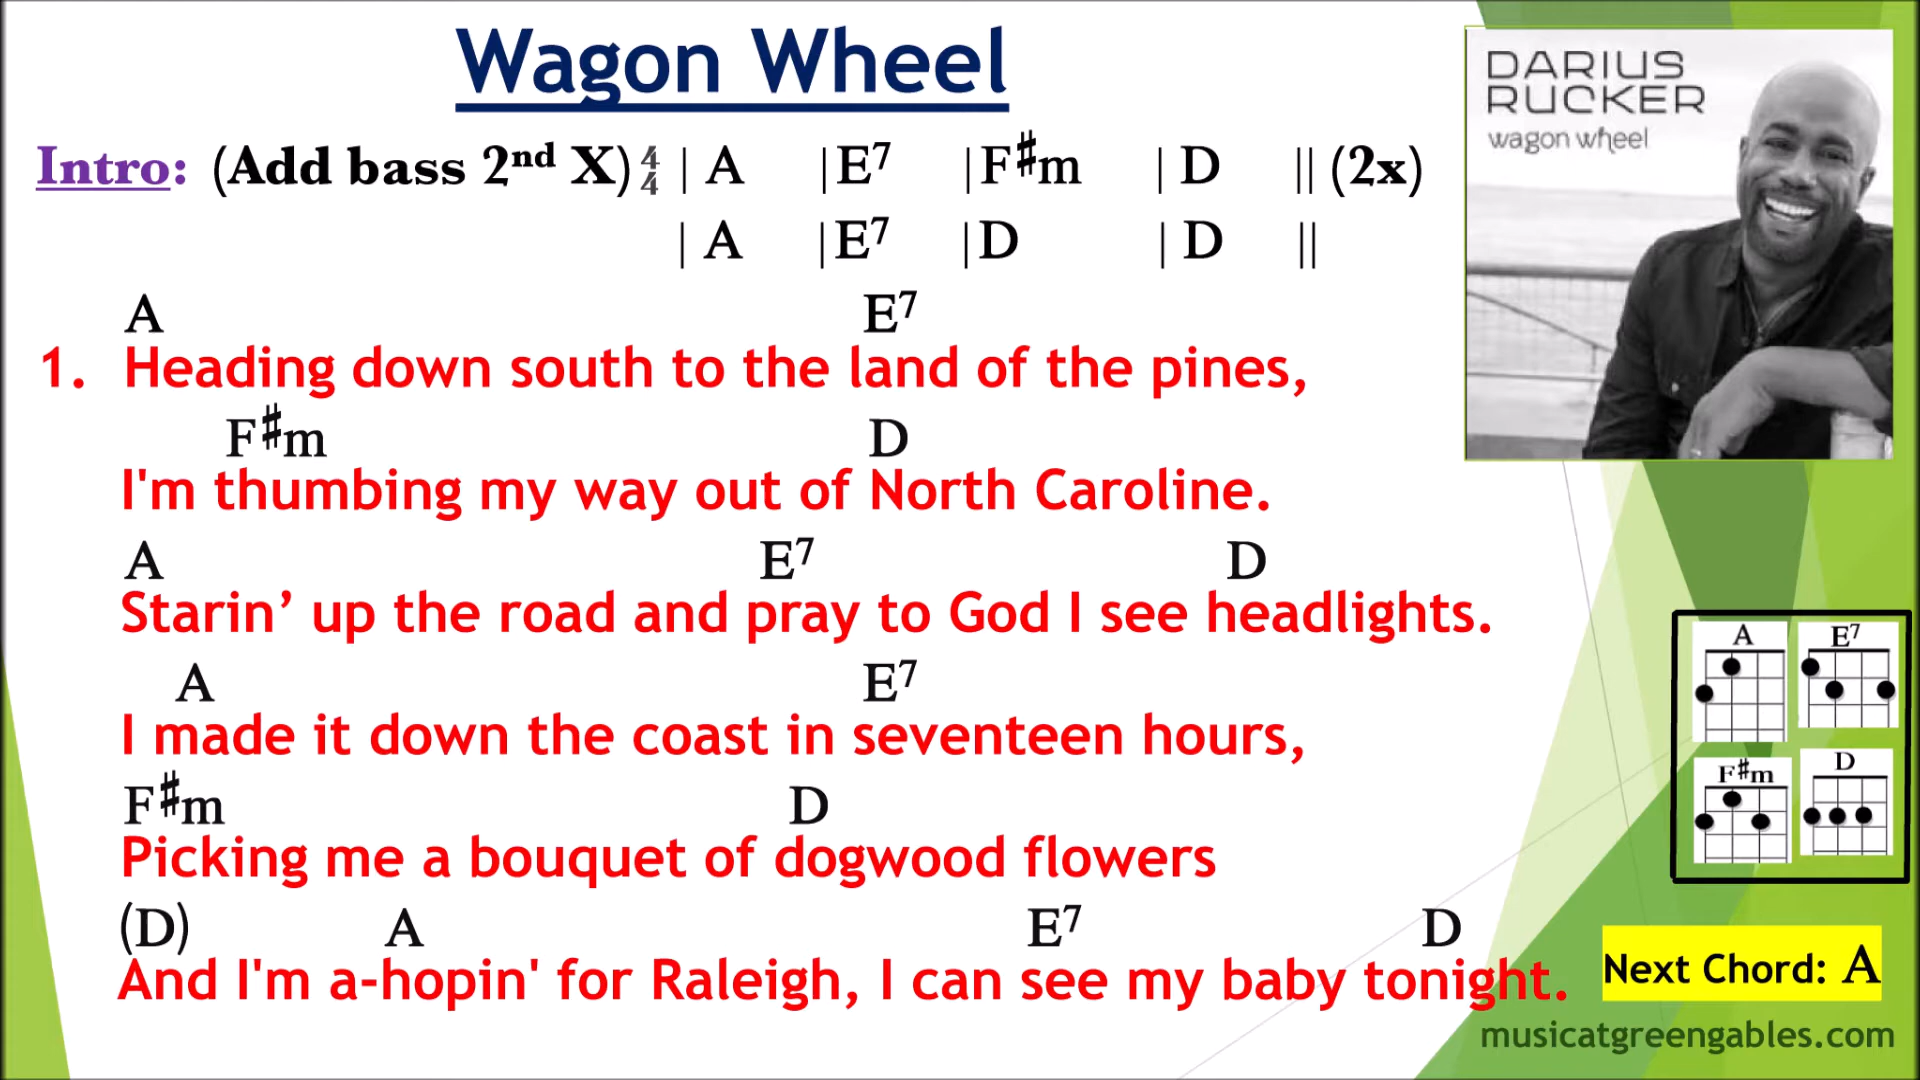 Wagon Wheel
DARIUS
RUCKER
wagon wheel
Intro: (Add bass 2nd X) 4/4 | A | E7 | F♯m | D || (2x)
| A | E7 | D | D ||
A E7
1. Heading down south to the land of the pines,
F♯m D
I'm thumbing my way out of North Caroline.
A E7 D
Starin’ up the road and pray to God I see headlights.
A E7
I made it down the coast in seventeen hours,
F♯m D
Picking me a bouquet of dogwood flowers
(D) A E7 D
And I'm a-hopin' for Raleigh, I can see my baby tonight.
A E7
F♯m D
Next Chord: A
musicatgreengables.com